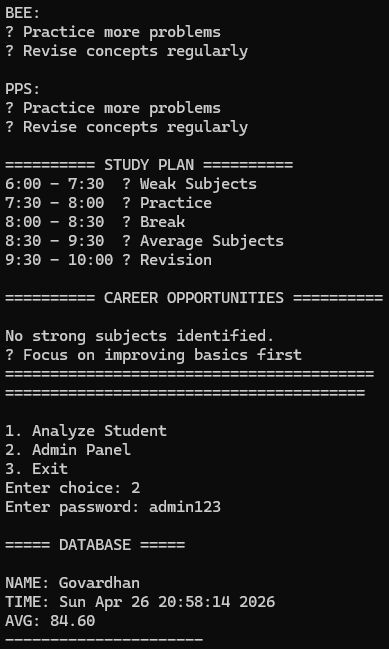 BEE:
? Practice more problems
? Revise concepts regularly
PPS:
? Practice more problems
? Revise concepts regularly
========== STUDY PLAN ==========
6:00 - 7:30  ? Weak Subjects
7:30 - 8:00  ? Practice
8:00 - 8:30  ? Break
8:30 - 9:30  ? Average Subjects
9:30 - 10:00 ? Revision
========== CAREER OPPORTUNITIES ==========
No strong subjects identified.
? Focus on improving basics first
=========================================
========================================
1. Analyze Student
2. Admin Panel
3. Exit
Enter choice: 2
Enter password: admin123
===== DATABASE =====
NAME: Govardhan
TIME: Sun Apr 26 20:58:14 2026
AVG: 84.60
======================